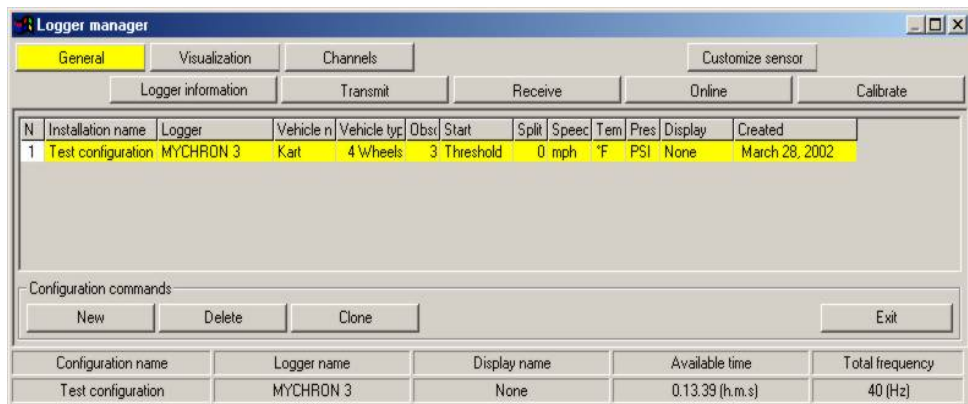 Logger manager
General Visualization Channels Customize sensor
Logger information Transmit Receive Online Calibrate
N Installation name Logger Vehicle n Vehicle typ Obso Start Split Speec Tem Pres Display Created
1 Test configuration MYCHRON 3 Kart 4 Wheels 3 Threshold 0 mph °F PSI None March 28, 2002
Configuration commands
New Delete Clone Exit
Configuration name Logger name Display name Available time Total frequency
Test configuration MYCHRON 3 None 0.13.39 (h.m.s) 40 (Hz)